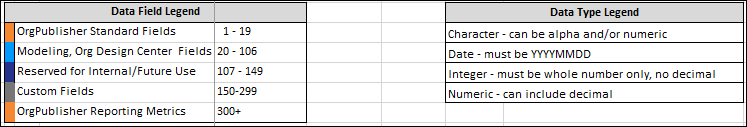 Data Field Legend
OrgPublisher Standard Fields 1 - 19
Modeling, Org Design Center Fields 20 - 106
Reserved for Internal/Future Use 107 - 149
Custom Fields 150-299
OrgPublisher Reporting Metrics 300+
Data Type Legend
Character - can be alpha and/or numeric
Date - must be YYYYMMDD
Integer - must be whole number only, no decimal
Numeric - can include decimal